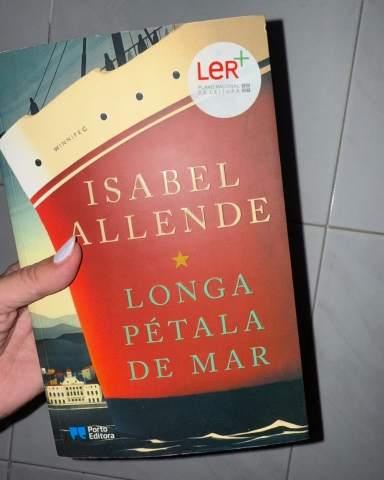 LeR+
PLANO NACIONAL
DE LEITURA
WINNIPEG
ISABEL
ALLENDE
LONGA
PÉTALA
DE MAR
Porto
Editora